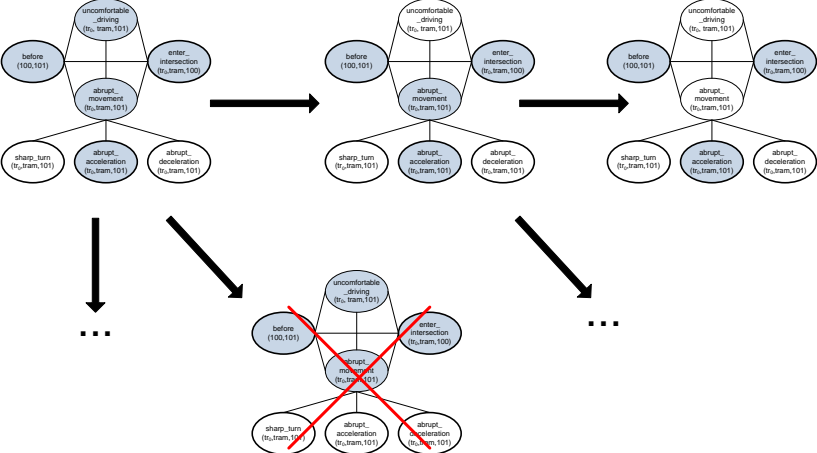 uncomfortable
_driving
(tr0, tram,101)
before
(100,101)
enter_
intersection
(tr0,tram,100)
abrupt_
movement
(tr0,tram,101)
sharp_turn
(tr0,tram,101)
abrupt_
acceleration
(tr0,tram,101)
abrupt_
deceleration
(tr0,tram,101)
uncomfortable
_driving
(tr0, tram,101)
before
(100,101)
enter_
intersection
(tr0,tram,100)
abrupt_
movement
(tr0,tram,101)
sharp_turn
(tr0,tram,101)
abrupt_
acceleration
(tr0,tram,101)
abrupt_
deceleration
(tr0,tram,101)
uncomfortable
_driving
(tr0, tram,101)
before
(100,101)
enter_
intersection
(tr0,tram,100)
abrupt_
movement
(tr0,tram,101)
sharp_turn
(tr0,tram,101)
abrupt_
acceleration
(tr0,tram,101)
abrupt_
deceleration
(tr0,tram,101)
...
uncomfortable
_driving
(tr0, tram,101)
before
(100,101)
enter_
intersection
(tr0,tram,100)
abrupt_
movement
(tr0,tram,101)
sharp_turn
(tr0,tram,101)
abrupt_
acceleration
(tr0,tram,101)
abrupt_
deceleration
(tr0,tram,101)
...